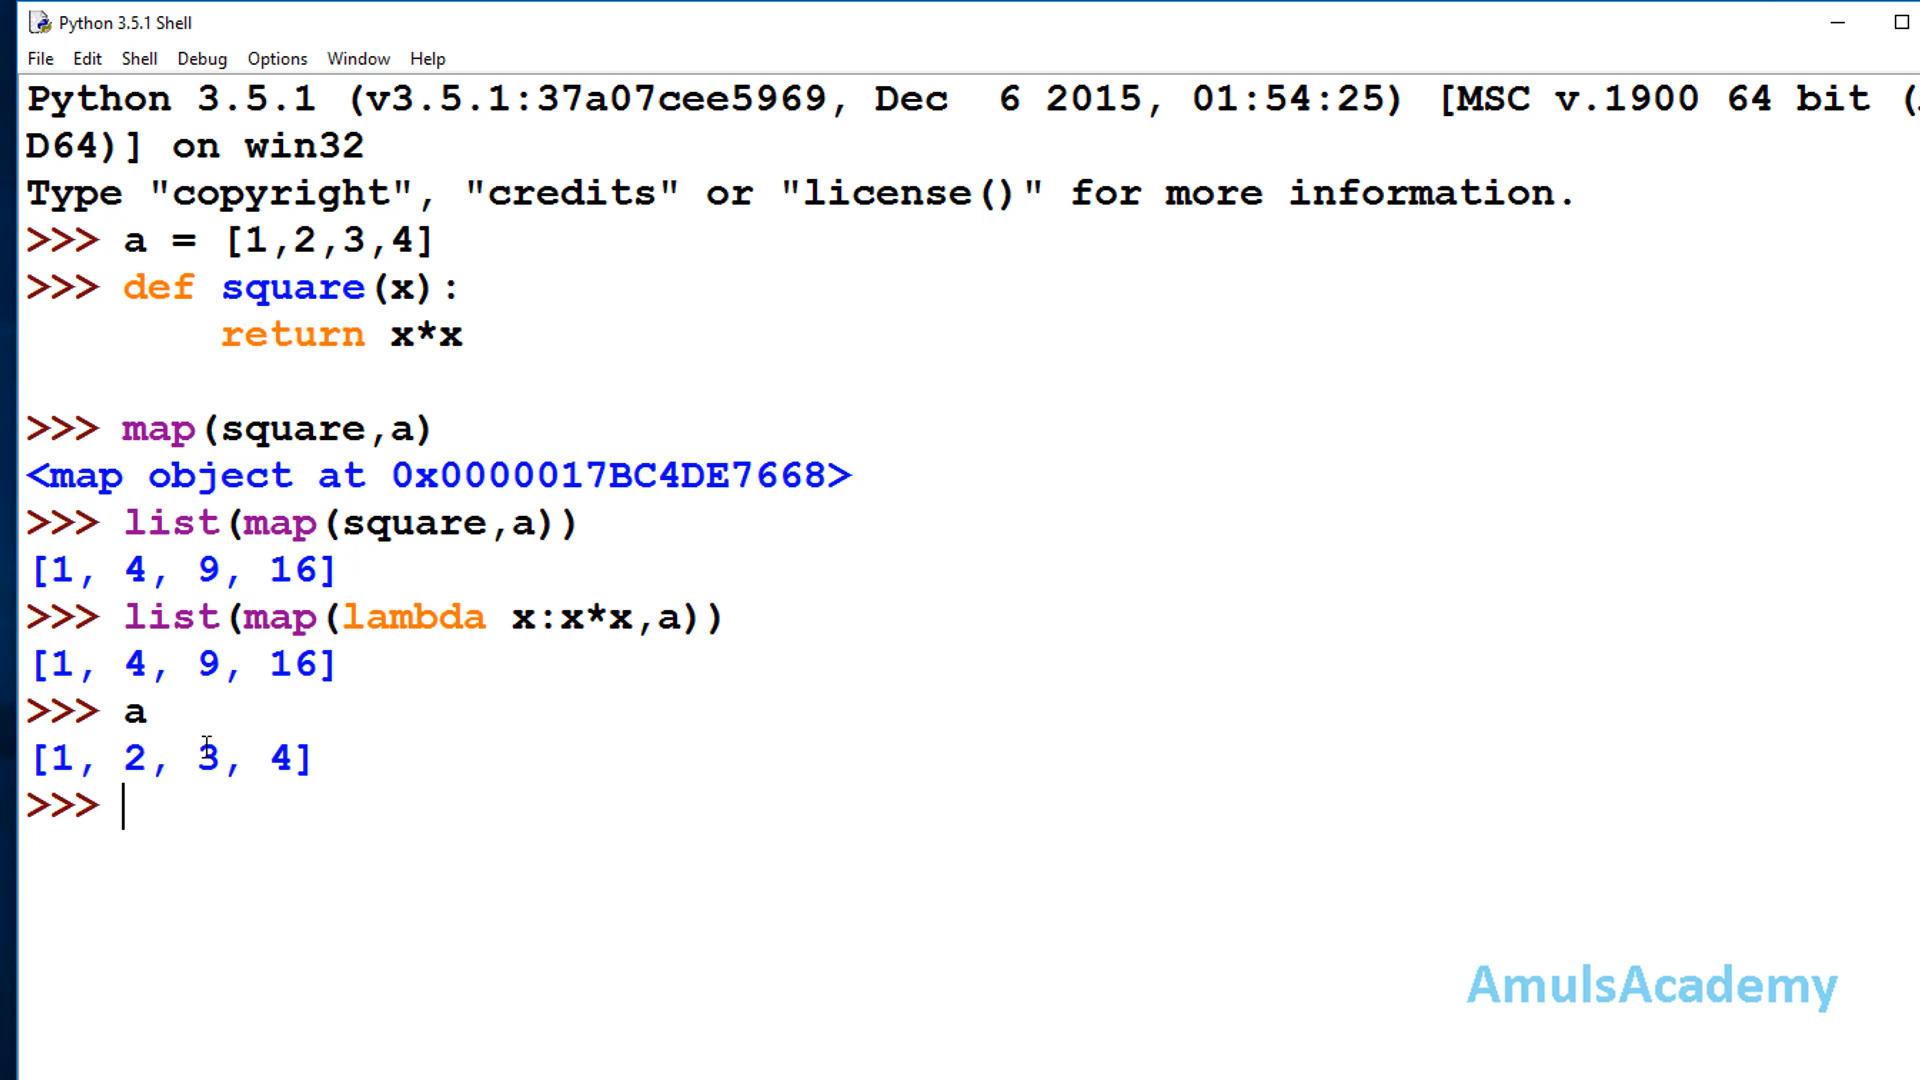 Python 3.5.1 Shell
File Edit Shell Debug Options Window Help
Python 3.5.1 (v3.5.1:37a07cee5969, Dec  6 2015, 01:54:25) [MSC v.1900 64 bit (
D64)] on win32
Type "copyright", "credits" or "license()" for more information.
>>> a = [1,2,3,4]
>>> def square(x):
        return x*x
>>> map(square,a)
<map object at 0x0000017BC4DE7668>
>>> list(map(square,a))
[1, 4, 9, 16]
>>> list(map(lambda x:x*x,a))
[1, 4, 9, 16]
>>> a
[1, 2, 3, 4]
>>>
AmulsAcademy